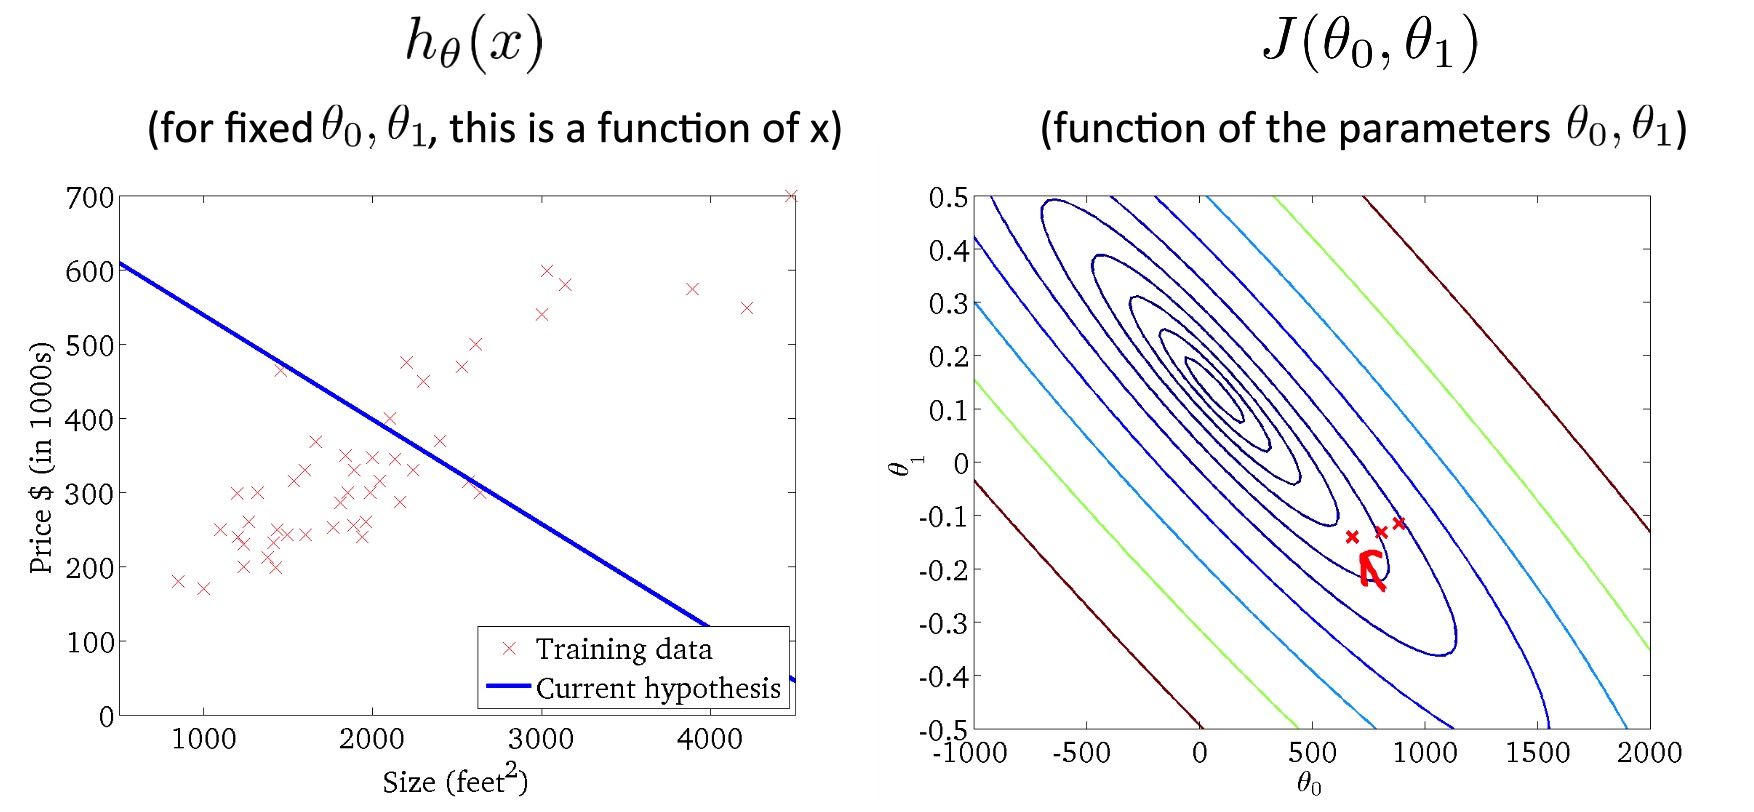 hθ(x)
(for fixed θ0, θ1, this is a function of x)
700
600
500
400
300
200
100
0
1000 2000 3000 4000
Price $ (in 1000s)
Size (feet2)
Training data
Current hypothesis
J(θ0, θ1)
(function of the parameters θ0, θ1)
0.5
0.4
0.3
0.2
0.1
0
-0.1
-0.2
-0.3
-0.4
-0.5
-1000 -500 0 500 1000 1500 2000
θ1
θ0